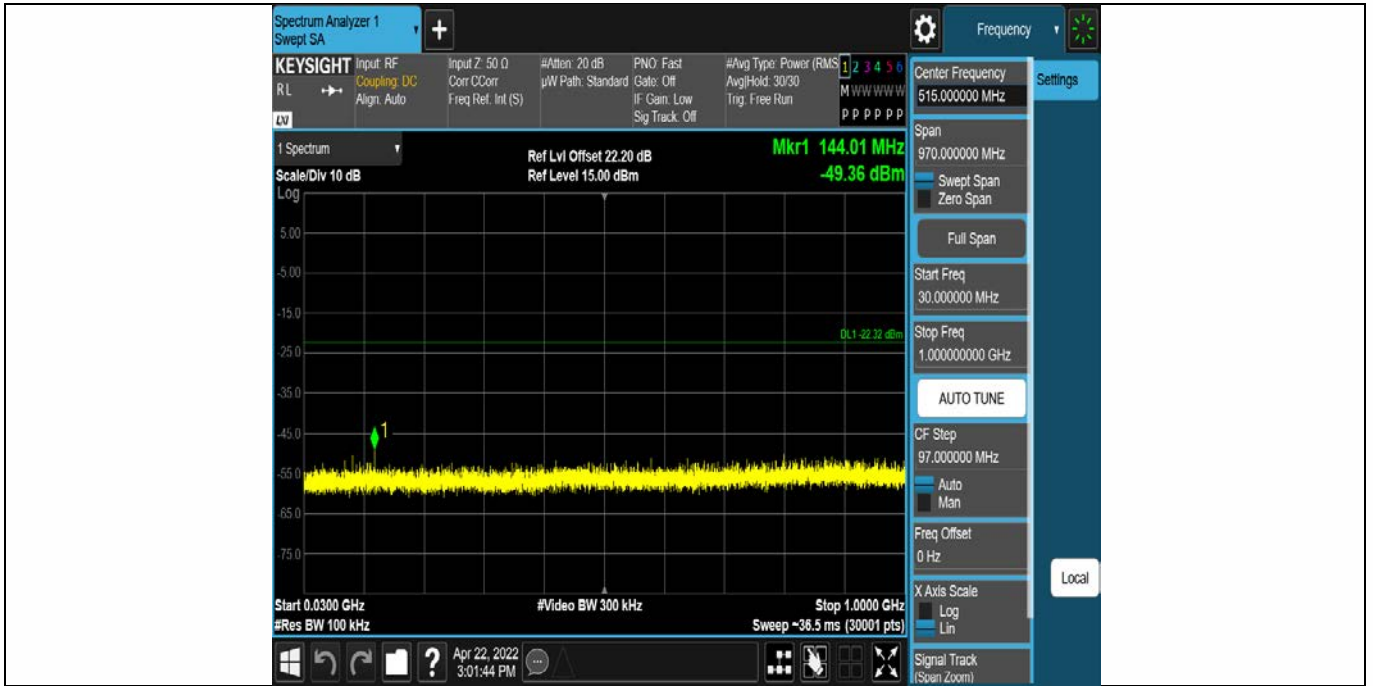 Spectrum Analyzer 1
Swept SA
+
Frequency
KEYSIGHT
RL
LXI
Input: RF
Coupling: DC
Align: Auto
Input Z: 50 Ω
Corr CCorr
Freq Ref: Int (S)
#Atten: 20 dB
µW Path: Standard
PNO: Fast
Gate: Off
IF Gain: Low
Sig Track: Off
#Avg Type: Power (RMS
Avg|Hold: 30/30
Trig: Free Run
1 2 3 4 5 6
M W W W W W
P P P P P P
1 Spectrum
Scale/Div 10 dB
Ref Lvl Offset 22.20 dB
Ref Level 15.00 dBm
Mkr1 144.01 MHz
-49.36 dBm
Log
5.00
-5.00
-15.0
DL1 -22.32 dBm
-25.0
-35.0
-45.0
1
-55.0
-65.0
-75.0
Start 0.0300 GHz
#Res BW 100 kHz
#Video BW 300 kHz
Stop 1.0000 GHz
Sweep ~36.5 ms (30001 pts)
Center Frequency
515.000000 MHz
Span
970.000000 MHz
Swept Span
Zero Span
Full Span
Start Freq
30.000000 MHz
Stop Freq
1.000000000 GHz
AUTO TUNE
CF Step
97.000000 MHz
Auto
Man
Freq Offset
0 Hz
X Axis Scale
Log
Lin
Signal Track
(Span Zoom)
Settings
Local
?
Apr 22, 2022
3:01:44 PM